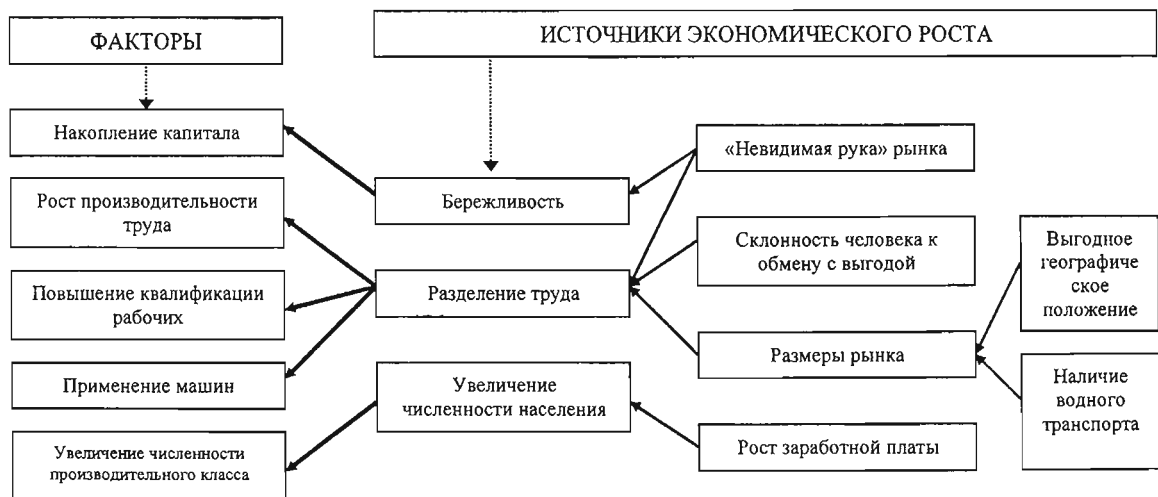 ФАКТОРЫ
ИСТОЧНИКИ ЭКОНОМИЧЕСКОГО РОСТА
Накопление капитала
Рост производительности
труда
Повышение квалификации
рабочих
Применение машин
Увеличение численности
производительного класса
Бережливость
Разделение труда
Увеличение
численности населения
«Невидимая рука» рынка
Склонность человека к
обмену с выгодой
Размеры рынка
Рост заработной платы
Выгодное
географиче
ское
положение
Наличие
водного
транспорта